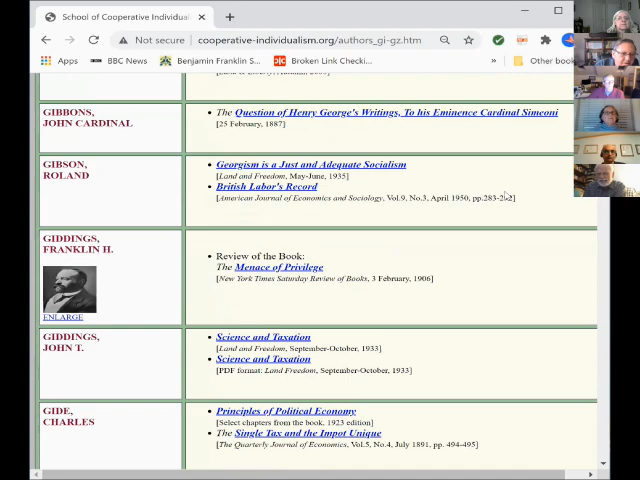 School of Cooperative Individual
Not secure
cooperative-individualism.org/authors_gi-gz.htm
Apps
BBC News
Benjamin Franklin S...
Broken Link Checki...
»
Other book
GIBBONS,
JOHN CARDINAL
The Question of Henry George's Writings, To his Eminence Cardinal Simeoni
[25 February, 1887]
GIBSON,
ROLAND
Georgism is a Just and Adequate Socialism
[Land and Freedom, May-June, 1935]
British Labor's Record
[American Journal of Economics and Sociology, Vol.9, No.3, April 1950, pp.283-
GIDDINGS,
FRANKLIN H.
ENLARGE
Review of the Book:
The Menace of Privilege
[New York Times Saturday Review of Books, 3 February, 1906]
GIDDINGS,
JOHN T.
Science and Taxation
[Land and Freedom, September-October, 1933]
Science and Taxation
[PDF format: Land Freedom, September-October, 1933]
GIDE,
CHARLES
Principles of Political Economy
[Select chapters from the book, 1923 edition]
The Single Tax and the Impot Unique
[The Quarterly Journal of Economics, Vol.5, No.4, July 1891, pp. 494-495]